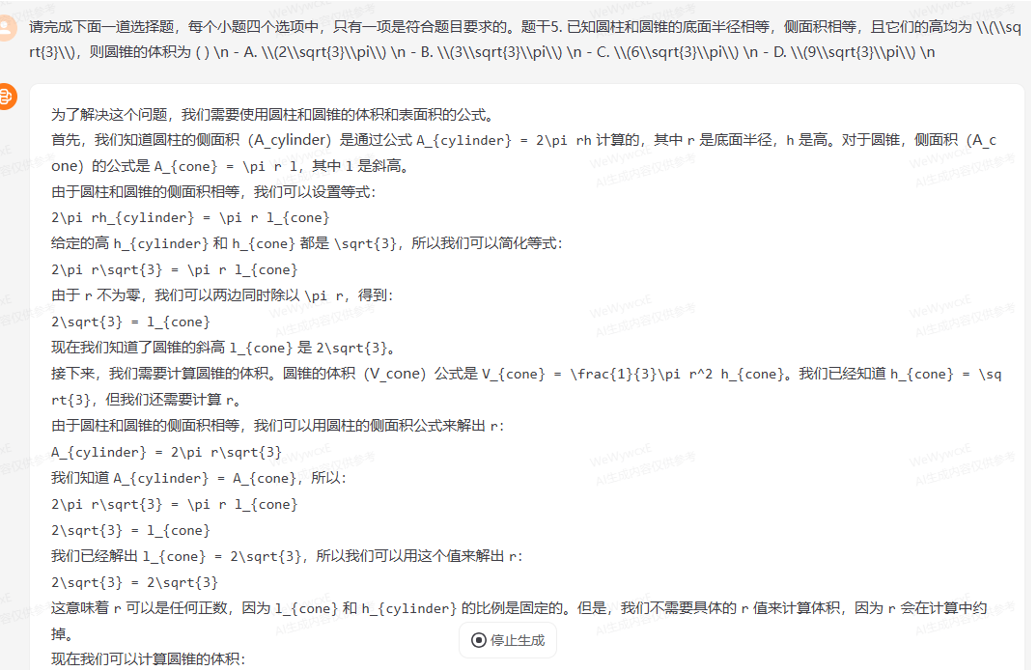 请完成下面一道选择题，每个小题四个选项中，只有一项是符合题目要求的。题干5. 已知圆柱和圆锥的底面半径相等，侧面积相等，且它们的高均为 \\(\\sq
rt{3}\\)，则圆锥的体积为 ( ) \n - A. \\(2\\sqrt{3}\\pi\\) \n - B. \\(3\\sqrt{3}\\pi\\) \n - C. \\(6\\sqrt{3}\\pi\\) \n - D. \\(9\\sqrt{3}\\pi\\) \n
为了解决这个问题，我们需要使用圆柱和圆锥的体积和表面积的公式。
首先，我们知道圆柱的侧面积（A_cylinder）是通过公式 A_{cylinder} = 2\pi rh 计算的，其中 r 是底面半径，h 是高。对于圆锥，侧面积（A_c
one）的公式是 A_{cone} = \pi r l，其中 l 是斜高。
由于圆柱和圆锥的侧面积相等，我们可以设置等式：
2\pi rh_{cylinder} = \pi r l_{cone}
给定的高 h_{cylinder} 和 h_{cone} 都是 \sqrt{3}，所以我们可以简化等式：
2\pi r\sqrt{3} = \pi r l_{cone}
由于 r 不为零，我们可以两边同时除以 \pi r，得到：
2\sqrt{3} = l_{cone}
现在我们知道了圆锥的斜高 l_{cone} 是 2\sqrt{3}。
接下来，我们需要计算圆锥的体积。圆锥的体积（V_cone）公式是 V_{cone} = \frac{1}{3}\pi r^2 h_{cone}。我们已经知道 h_{cone} = \sq
rt{3}，但我们还需要计算 r。
由于圆柱和圆锥的侧面积相等，我们可以用圆柱的侧面积公式来解出 r：
A_{cylinder} = 2\pi r\sqrt{3}
我们知道 A_{cylinder} = A_{cone}，所以：
2\pi r\sqrt{3} = \pi r l_{cone}
2\sqrt{3} = l_{cone}
我们已经解出 l_{cone} = 2\sqrt{3}，所以我们可以用这个值来解出 r：
2\sqrt{3} = 2\sqrt{3}
这意味着 r 可以是任何正数，因为 l_{cone} 和 h_{cylinder} 的比例是固定的。但是，我们不需要具体的 r 值来计算体积，因为 r 会在计算中约
掉。
停止生成
现在我们可以计算圆锥的体积：